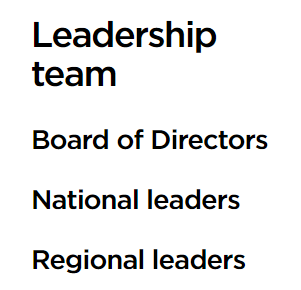 Leadership
team
Board of Directors
National leaders
Regional leaders